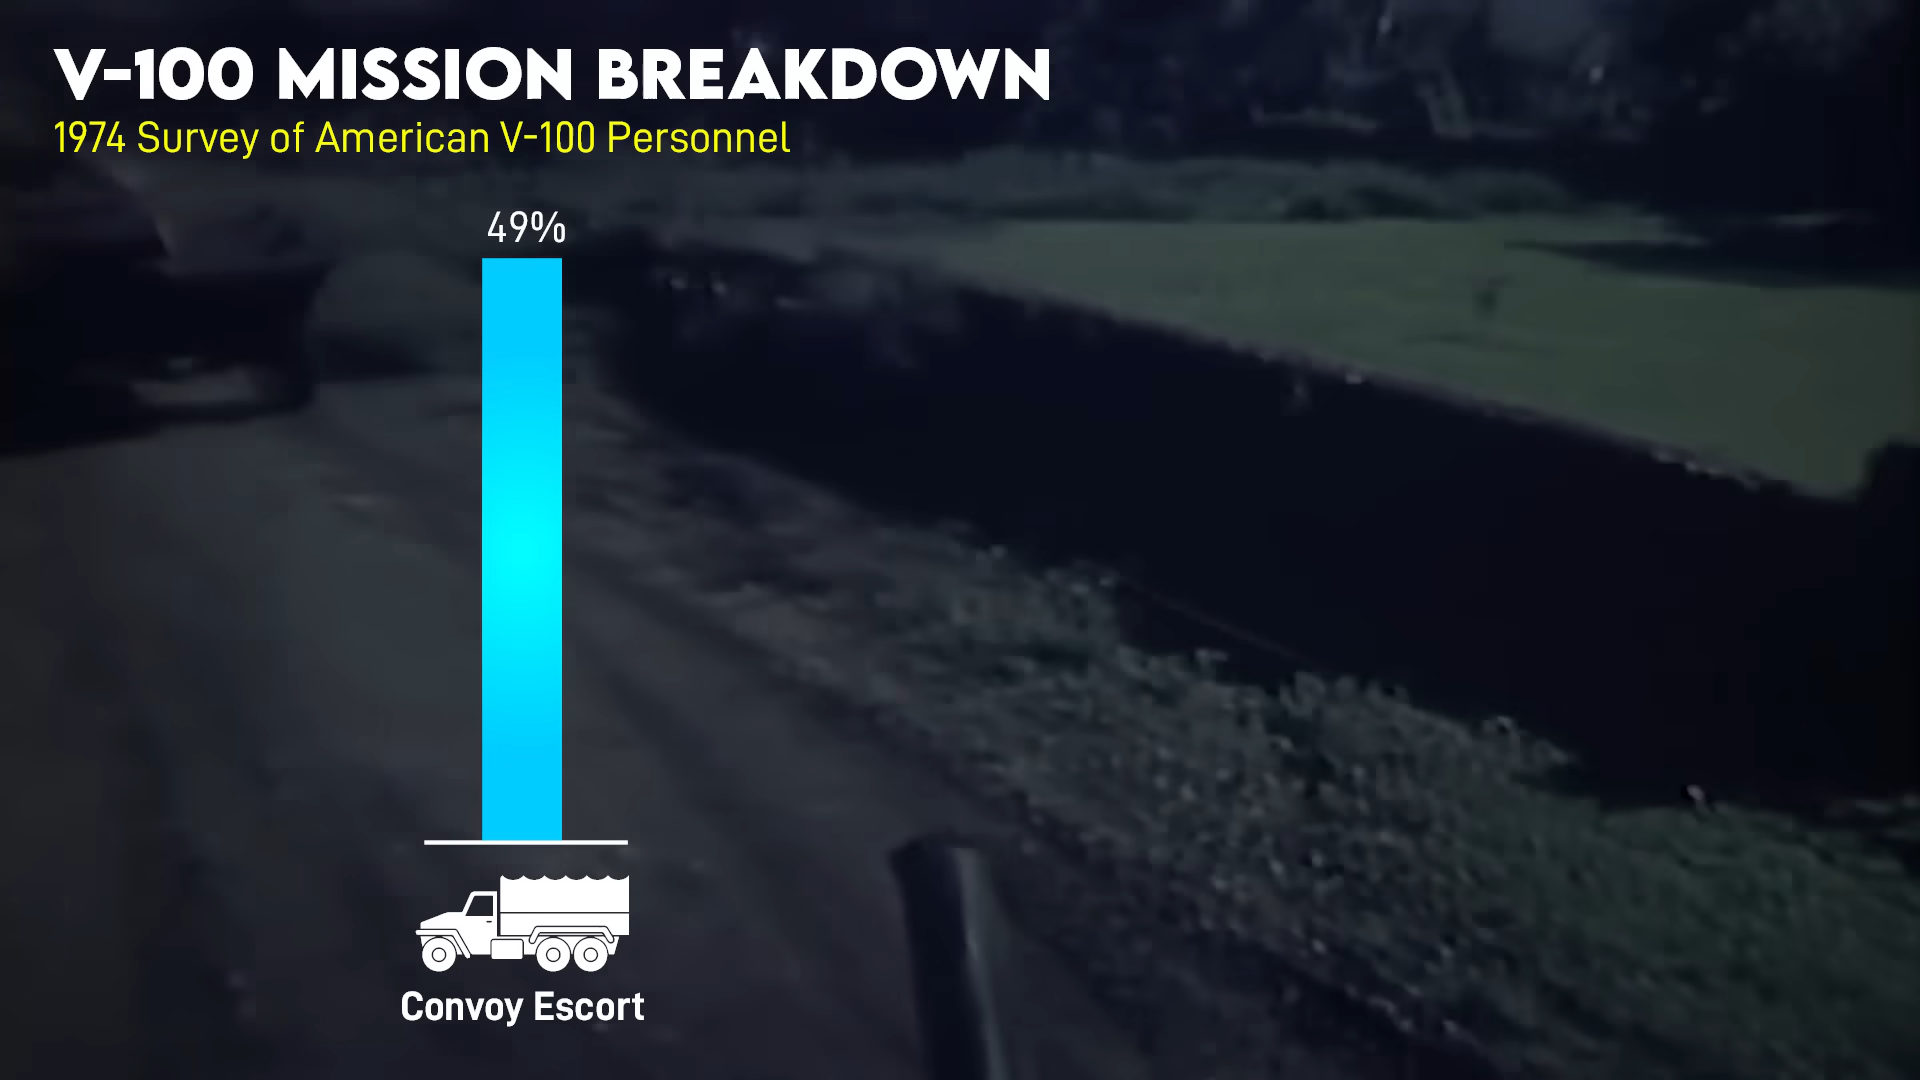 V-100 MISSION BREAKDOWN
1974 Survey of American V-100 Personnel
49%
Convoy Escort